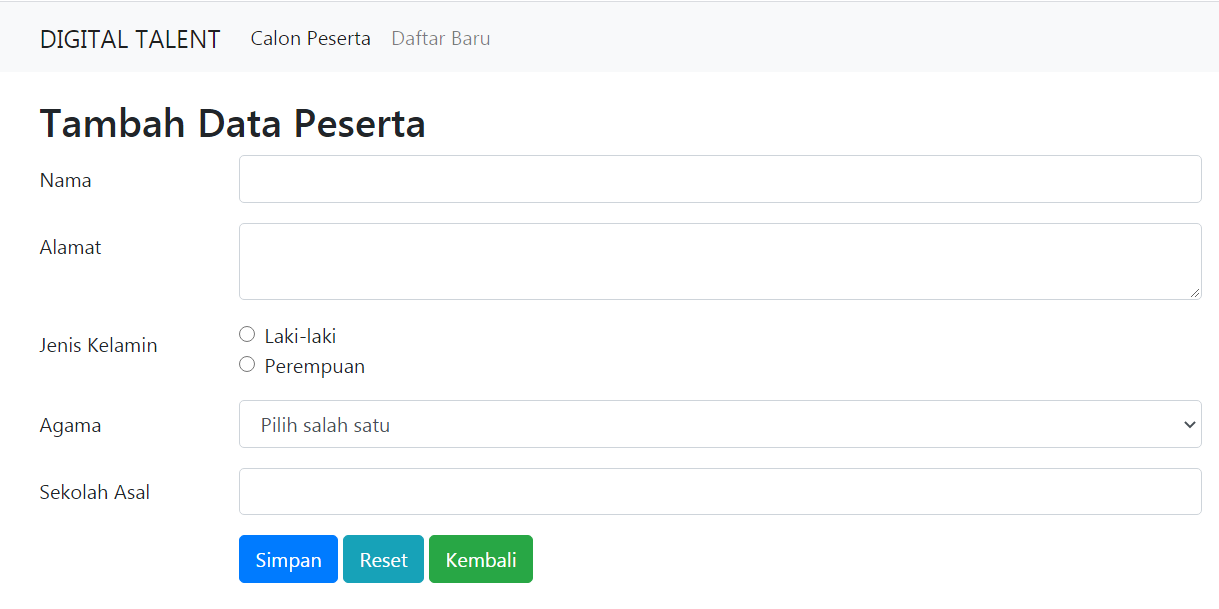 DIGITAL TALENT Calon Peserta Daftar Baru
Tambah Data Peserta
Nama
Alamat
Jenis Kelamin
Laki-laki
Perempuan
Agama Pilih salah satu
Sekolah Asal
Simpan Reset Kembali